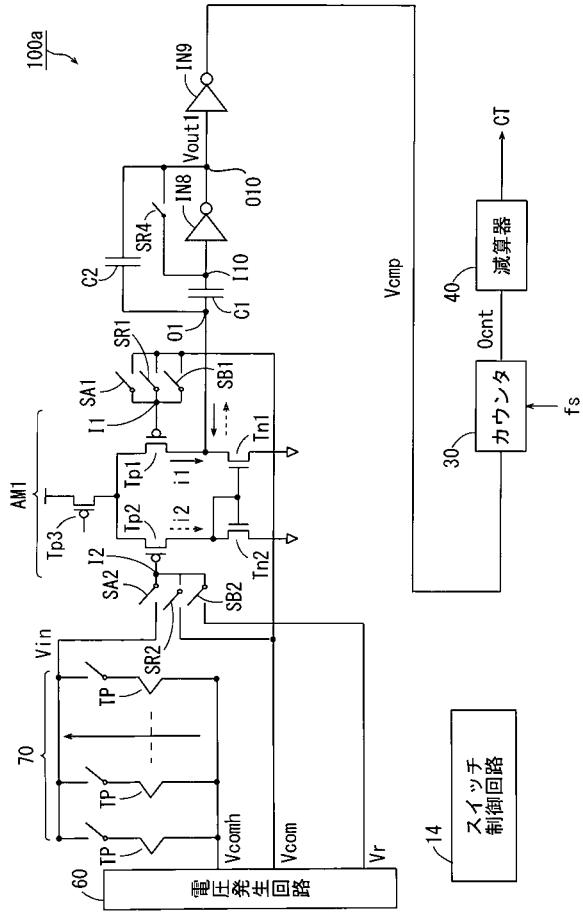 100a
AM1
Tp3
I2
SA2
Vin
70
TP
TP
TP
Tp2
Tp1
I1
SA1
SR1
SB1
O1
C2
SR4
C1
I10
IN8
O10
Vout1
IN9
i2
i1
SR2
SB2
Tn2
Tn1
Vcomh
Vcom
Vr
60
電圧発生回路
Vcmp
14
スイッチ
制御回路
30
カウンタ
fs
Ocnt
40
減算器
CT